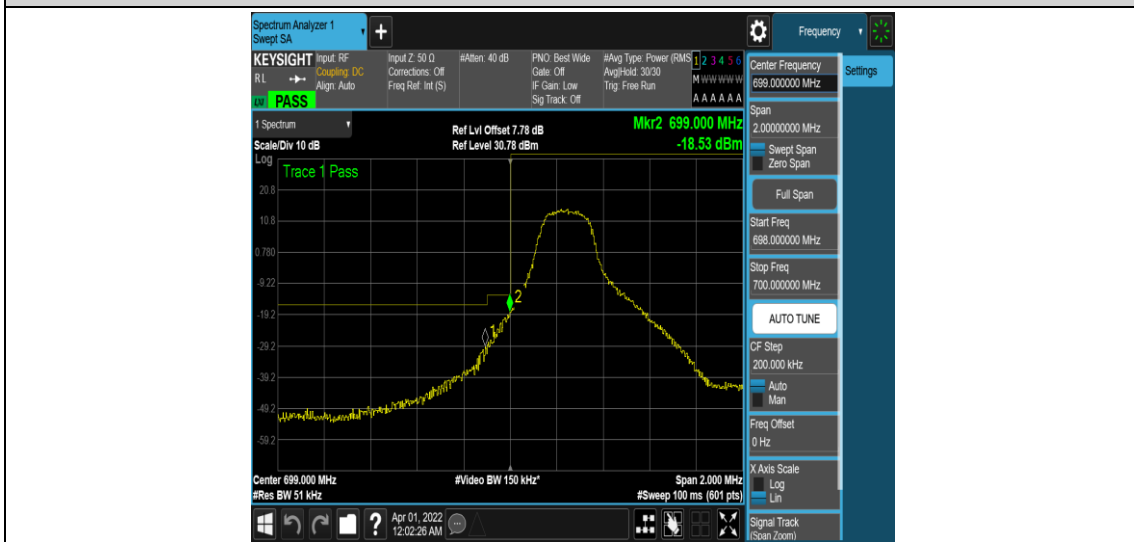 Spectrum Analyzer 1
Swept SA
Frequency
KEYSIGHT
RL
LXI
PASS
Input: RF
Coupling: DC
Align: Auto
Input Z: 50 Ω
Corrections: Off
Freq Ref: Int (S)
#Atten: 40 dB
PNO: Best Wide
Gate: Off
IF Gain: Low
Sig Track: Off
#Avg Type: Power (RMS
Avg|Hold: 30/30
Trig: Free Run
1 2 3 4 5 6
M W W W W W
A A A A A A
Center Frequency
699.000000 MHz
Settings
Span
2.00000000 MHz
Swept Span
Zero Span
Full Span
Start Freq
698.000000 MHz
Stop Freq
700.000000 MHz
AUTO TUNE
CF Step
200.000 kHz
Auto
Man
Freq Offset
0 Hz
X Axis Scale
Log
Lin
Signal Track
(Span Zoom)
1 Spectrum
Scale/Div 10 dB
Ref Lvl Offset 7.78 dB
Ref Level 30.78 dBm
Mkr2 699.000 MHz
-18.53 dBm
Log
Trace 1 Pass
20.8
10.8
0.780
-9.22
-19.2
-29.2
-39.2
-49.2
-59.2
1
2
Center 699.000 MHz
#Res BW 51 kHz
#Video BW 150 kHz*
Span 2.000 MHz
#Sweep 100 ms (601 pts)
Apr 01, 2022
12:02:26 AM